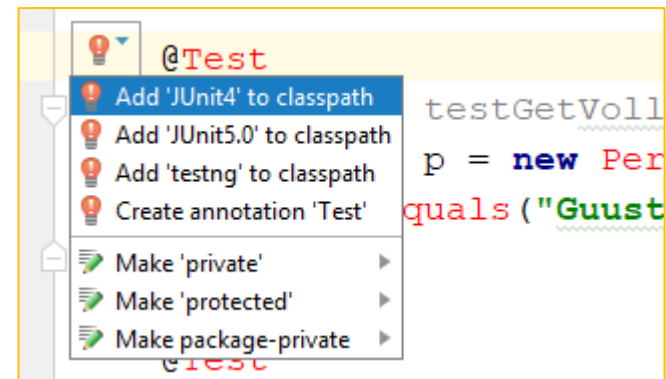 @Test
Add 'JUnit4' to classpath
testGetVoll
Add 'JUnit5.0' to classpath
p = new Per
Add 'testng' to classpath
Create annotation 'Test'
quals("Guust
Make 'private'
Make 'protected'
Make package-private
@Test